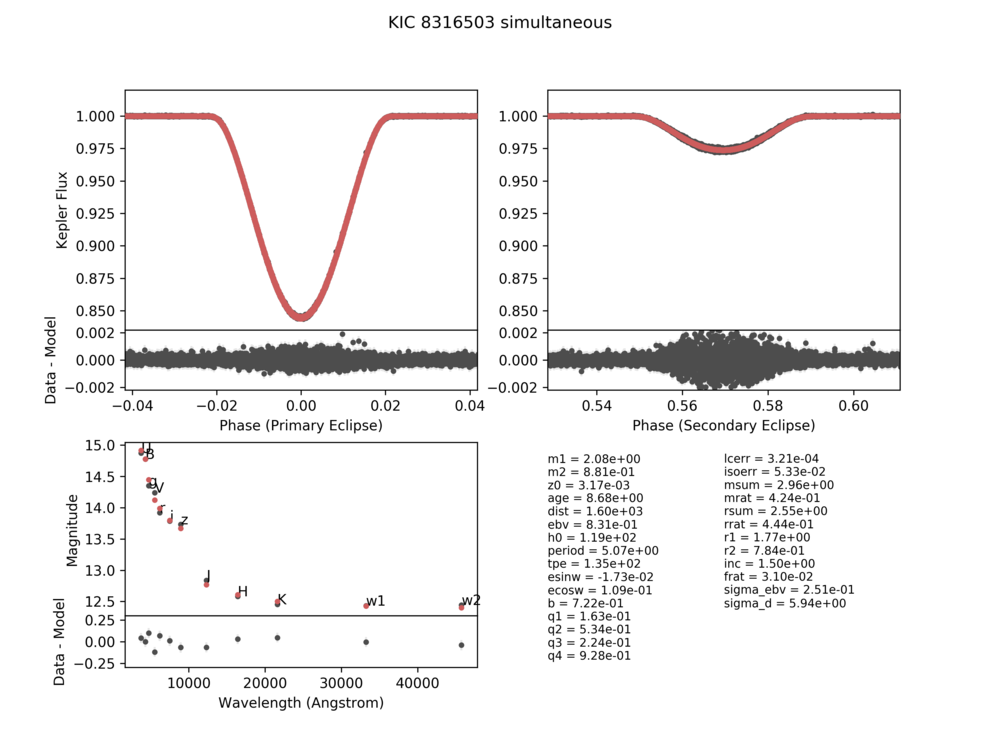 KIC 8316503 simultaneous
1.000
0.975
0.950
0.925
0.900
0.875
0.850
Kepler Flux
0.002
0.000
−0.002
Data - Model
−0.04 −0.02 0.00 0.02 0.04
Phase (Primary Eclipse)
1.000
0.975
0.950
0.925
0.900
0.875
0.850
0.002
0.000
−0.002
0.54 0.56 0.58 0.60
Phase (Secondary Eclipse)
15.0
14.5
14.0
13.5
13.0
12.5
Magnitude
B
g
V
r
i
z
J
H
K
w1
w2
0.25
0.00
−0.25
Data - Model
10000 20000 30000 40000
Wavelength (Angstrom)
m1 = 2.08e+00
m2 = 8.81e-01
z0 = 3.17e-03
age = 8.68e+00
dist = 1.60e+03
ebv = 8.31e-01
h0 = 1.19e+02
period = 5.07e+00
tpe = 1.35e+02
esinw = -1.73e-02
ecosw = 1.09e-01
b = 7.22e-01
q1 = 1.63e-01
q2 = 5.34e-01
q3 = 2.24e-01
q4 = 9.28e-01
lcerr = 3.21e-04
isoerr = 5.33e-02
msum = 2.96e+00
mrat = 4.24e-01
rsum = 2.55e+00
rrat = 4.44e-01
r1 = 1.77e+00
r2 = 7.84e-01
inc = 1.50e+00
frat = 3.10e-02
sigma_ebv = 2.51e-01
sigma_d = 5.94e+00